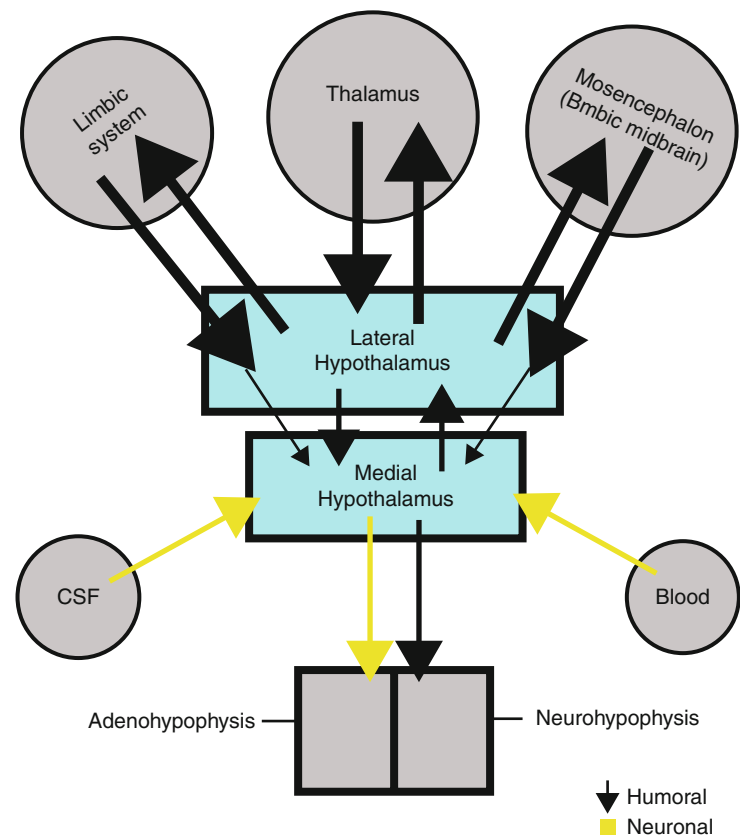 Limbic
system
Thalamus
Mosencephalon
(Bmbic midbrain)
Lateral
Hypothalamus
Medial
Hypothalamus
CSF
Blood
Adenohypophysis
Neurohypophysis
Humoral
Neuronal